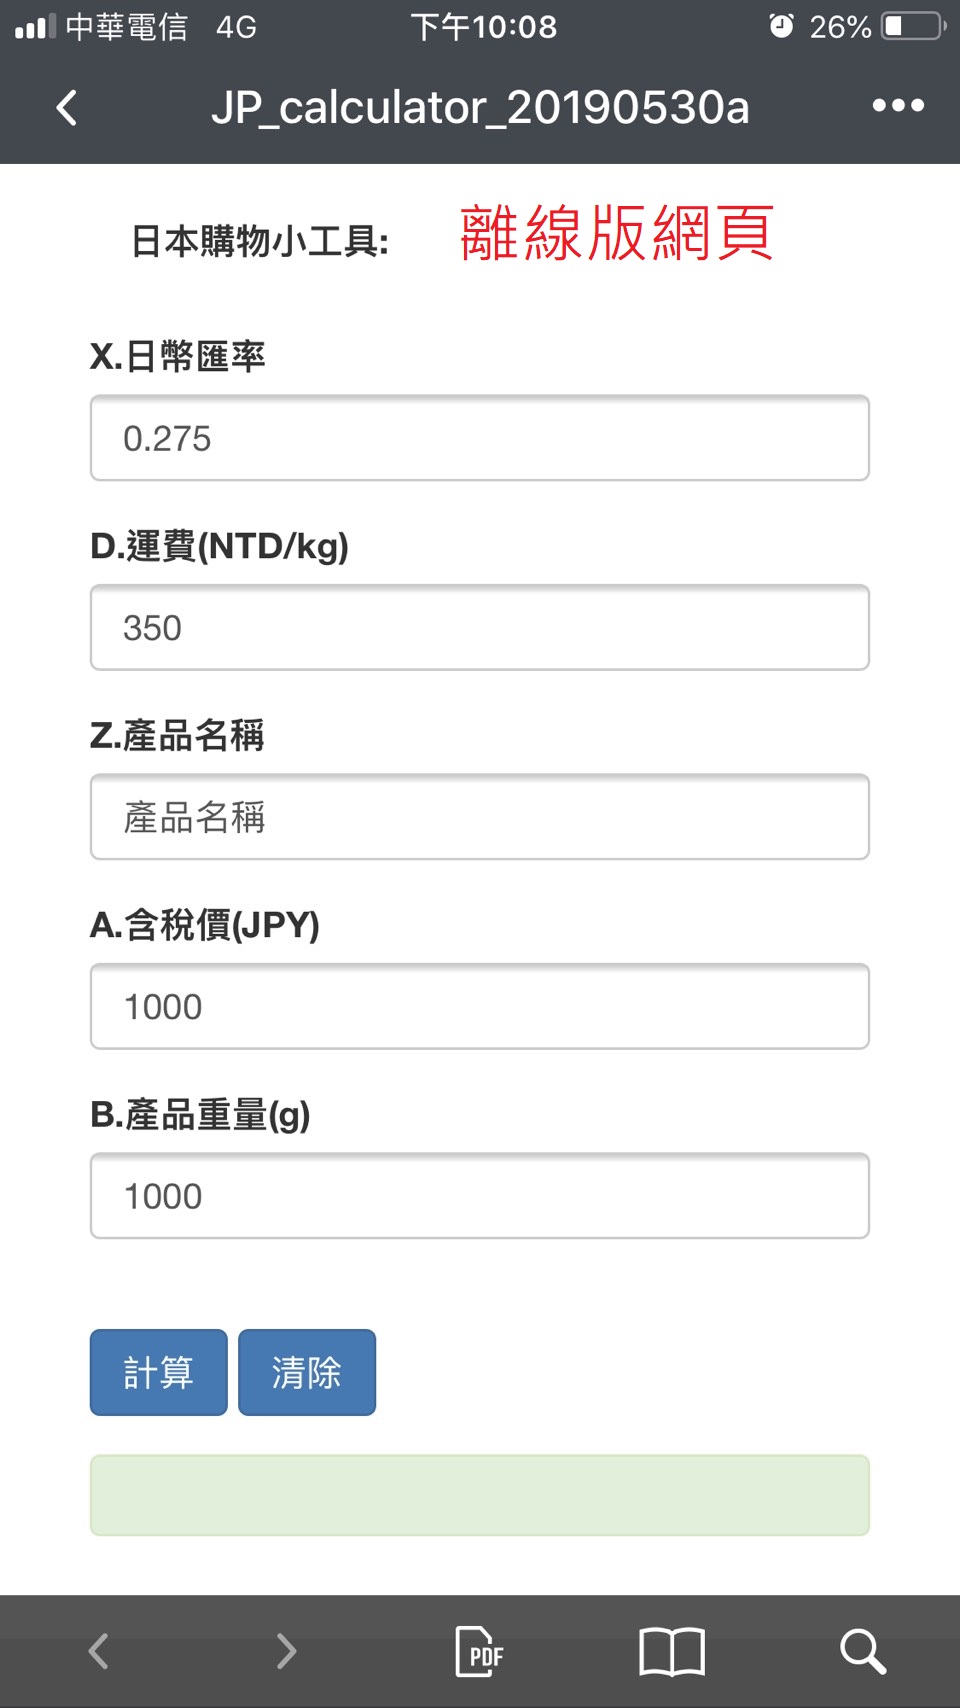 中華電信 4G 下午10:08 26%
JP_calculator_20190530a
日本購物小工具: 離線版網頁
X.日幣匯率
0.275
D.運費(NTD/kg)
350
Z.產品名稱
產品名稱
A.含稅價(JPY)
1000
B.產品重量(g)
1000
計算 清除
PDF